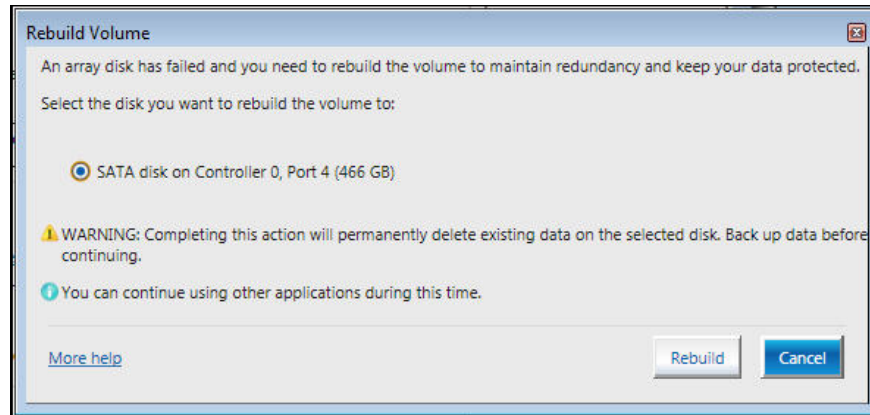 Rebuild Volume
An array disk has failed and you need to rebuild the volume to maintain redundancy and keep your data protected.
Select the disk you want to rebuild the volume to:
SATA disk on Controller 0, Port 4 (466 GB)
WARNING: Completing this action will permanently delete existing data on the selected disk. Back up data before
continuing.
You can continue using other applications during this time.
More help
Rebuild
Cancel